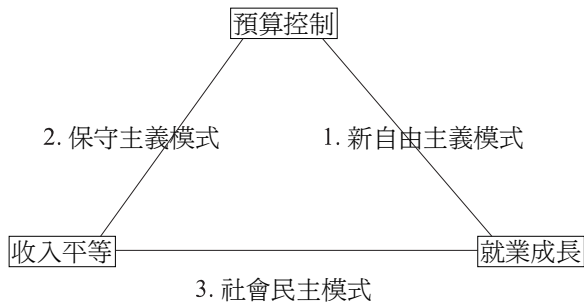 預算控制
2. 保守主義模式
1. 新自由主義模式
收入平等
就業成長
3. 社會民主模式